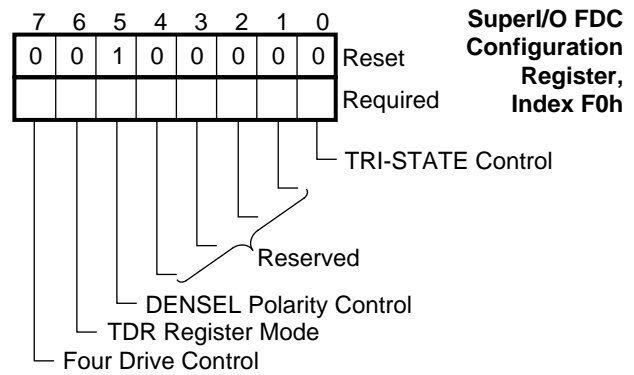 7 6 5 4 3 2 1 0
SuperI/O FDC
Configuration
Register,
Index F0h
0 0 1 0 0 0 0 0 Reset
Required
TRI-STATE Control
Reserved
DENSEL Polarity Control
TDR Register Mode
Four Drive Control